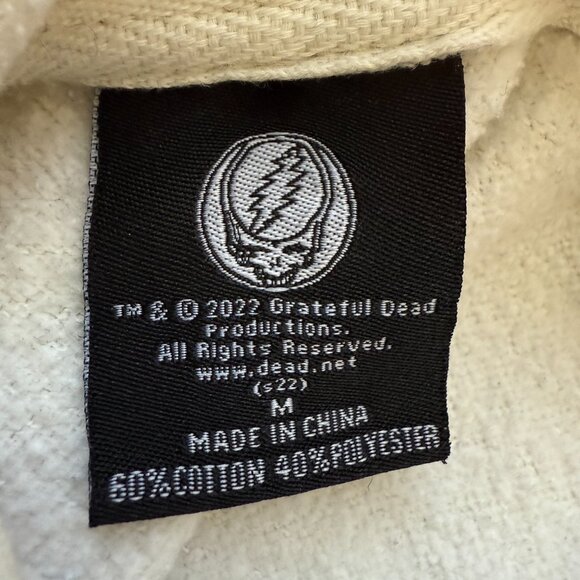 ™ & © 2022 Grateful Dead
Productions.
All Rights Reserved.
www.dead.net
(s22)
M
MADE IN CHINA
60%COTTON 40%POLYESTER